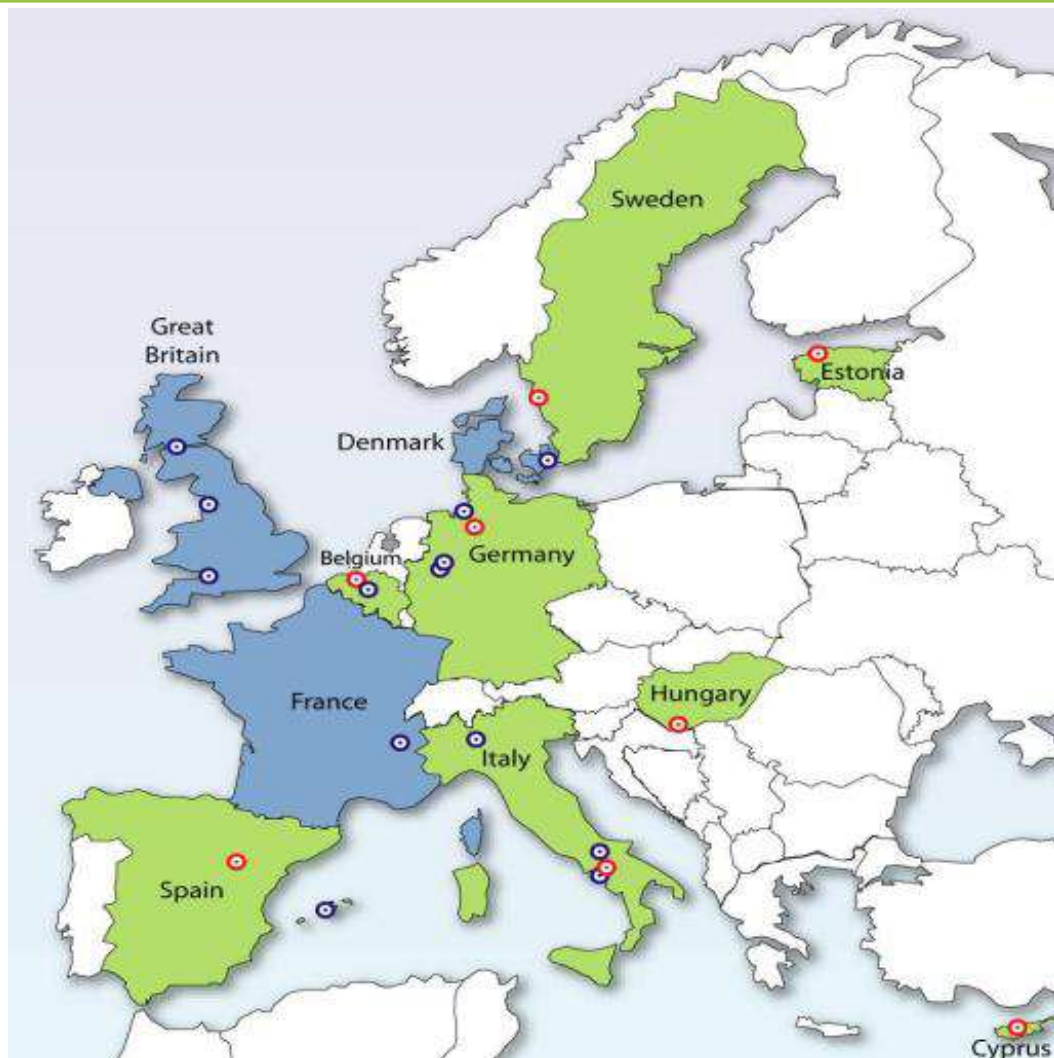 Sweden
Great
Britain
Estonia
Denmark
Belgium
Germany
Hungary
France
Italy
Spain
Cyprus